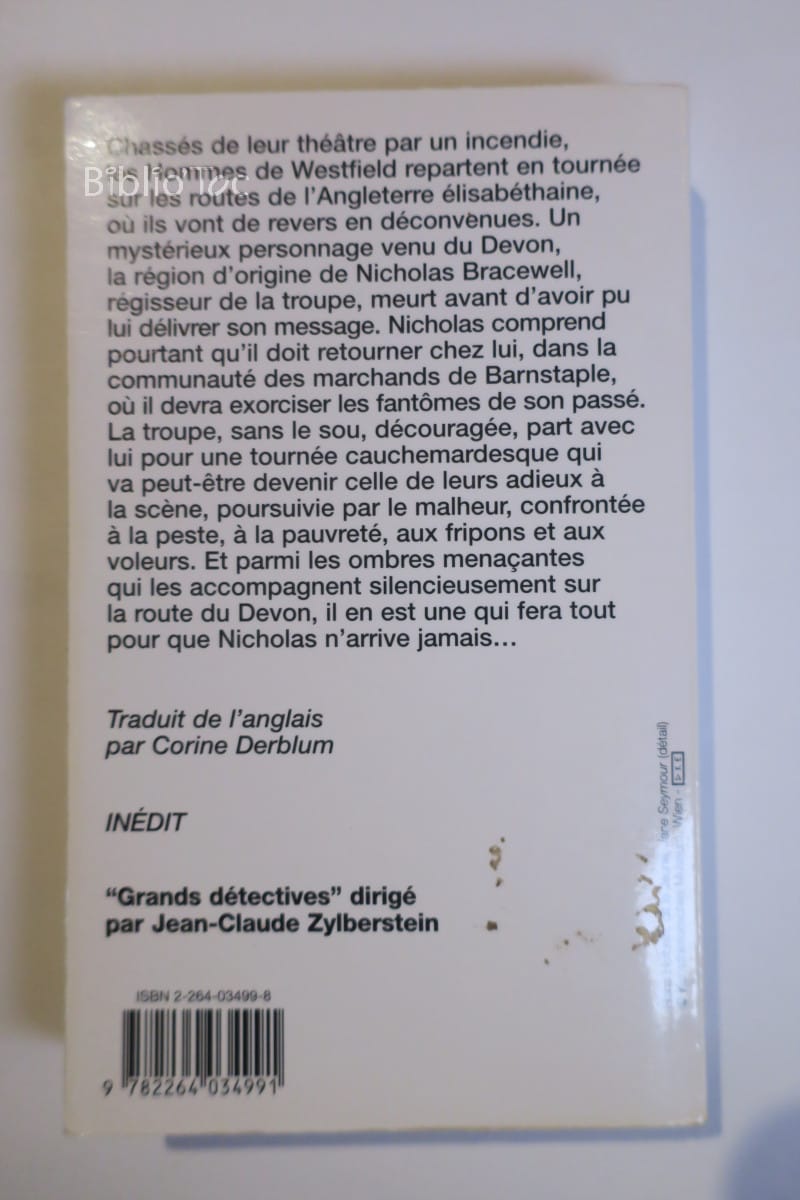 Chassés de leur théâtre par un incendie,
les Hommes de Westfield repartent en tournée
Biblio Tec
sur les routes de l'Angleterre élisabéthaine,
où ils vont de revers en déconvenues. Un
mystérieux personnage venu du Devon,
la région d'origine de Nicholas Bracewell,
régisseur de la troupe, meurt avant d'avoir pu
lui délivrer son message. Nicholas comprend
pourtant qu'il doit retourner chez lui, dans la
communauté des marchands de Barnstaple,
où il devra exorciser les fantômes de son passé.
La troupe, sans le sou, découragée, part avec
lui pour une tournée cauchemardesque qui
va peut-être devenir celle de leurs adieux à
la scène, poursuivie par le malheur, confrontée
à la peste, à la pauvreté, aux fripons et aux
voleurs. Et parmi les ombres menaçantes
qui les accompagnent silencieusement sur
la route du Devon, il en est une qui fera tout
pour que Nicholas n'arrive jamais...
Traduit de l'anglais
par Corine Derblum
INÉDIT
"Grands détectives" dirigé
par Jean-Claude Zylberstein
ISBN 2-264-03499-8
9 782264 034991
Seymour (détail)
Wien -